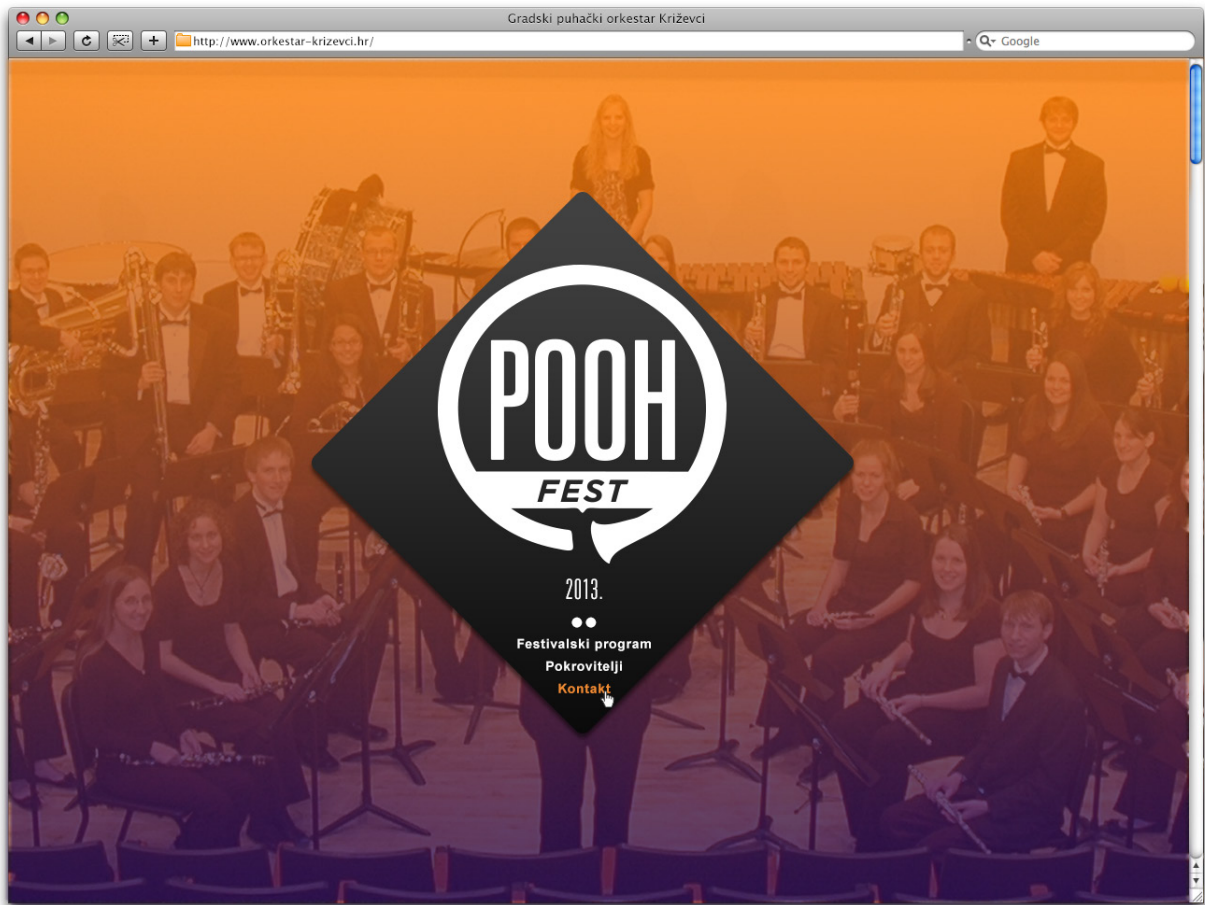 Gradski puhački orkestar Križevci
http://www.orkestar-krizevci.hr/
Google
POOH
FEST
2013.
Festivalski program
Pokrovitelji
Kontakt